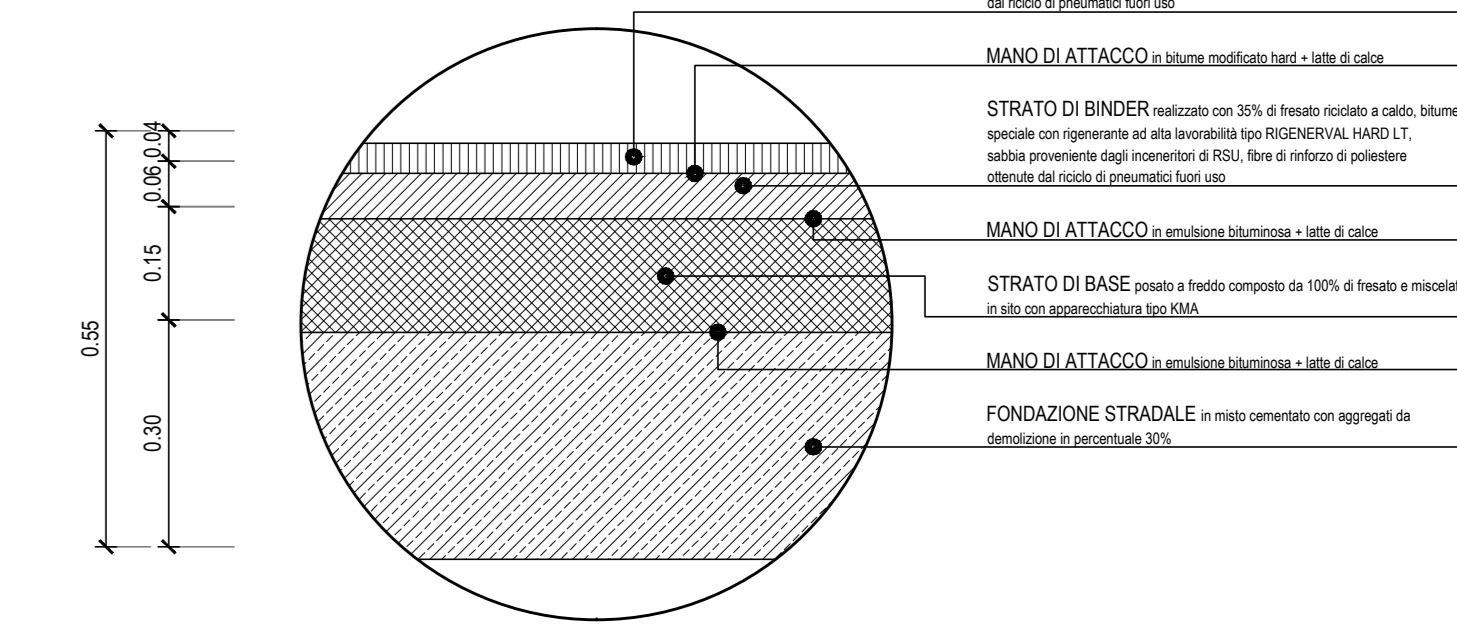 dal riciclo di pneumatici fuori uso
MANO DI ATTACCO in bitume modificato hard + latte di calce
STRATO DI BINDER realizzato con 35% di fresato riciclato a caldo, bitume
speciale con rigenerante ad alta lavorabilità tipo RIGENERVAL HARD LT,
sabbia proveniente dagli inceneritori di RSU, fibre di rinforzo di poliestere
ottenute dal riciclo di pneumatici fuori uso
MANO DI ATTACCO in emulsione bituminosa + latte di calce
STRATO DI BASE posato a freddo composto da 100% di fresato e miscelat
in sito con apparecchiatura tipo KMA
MANO DI ATTACCO in emulsione bituminosa + latte di calce
FONDAZIONE STRADALE in misto cementato con aggregati da
demolizione in percentuale 30%
0.04
0.06
0.15
0.55
0.30